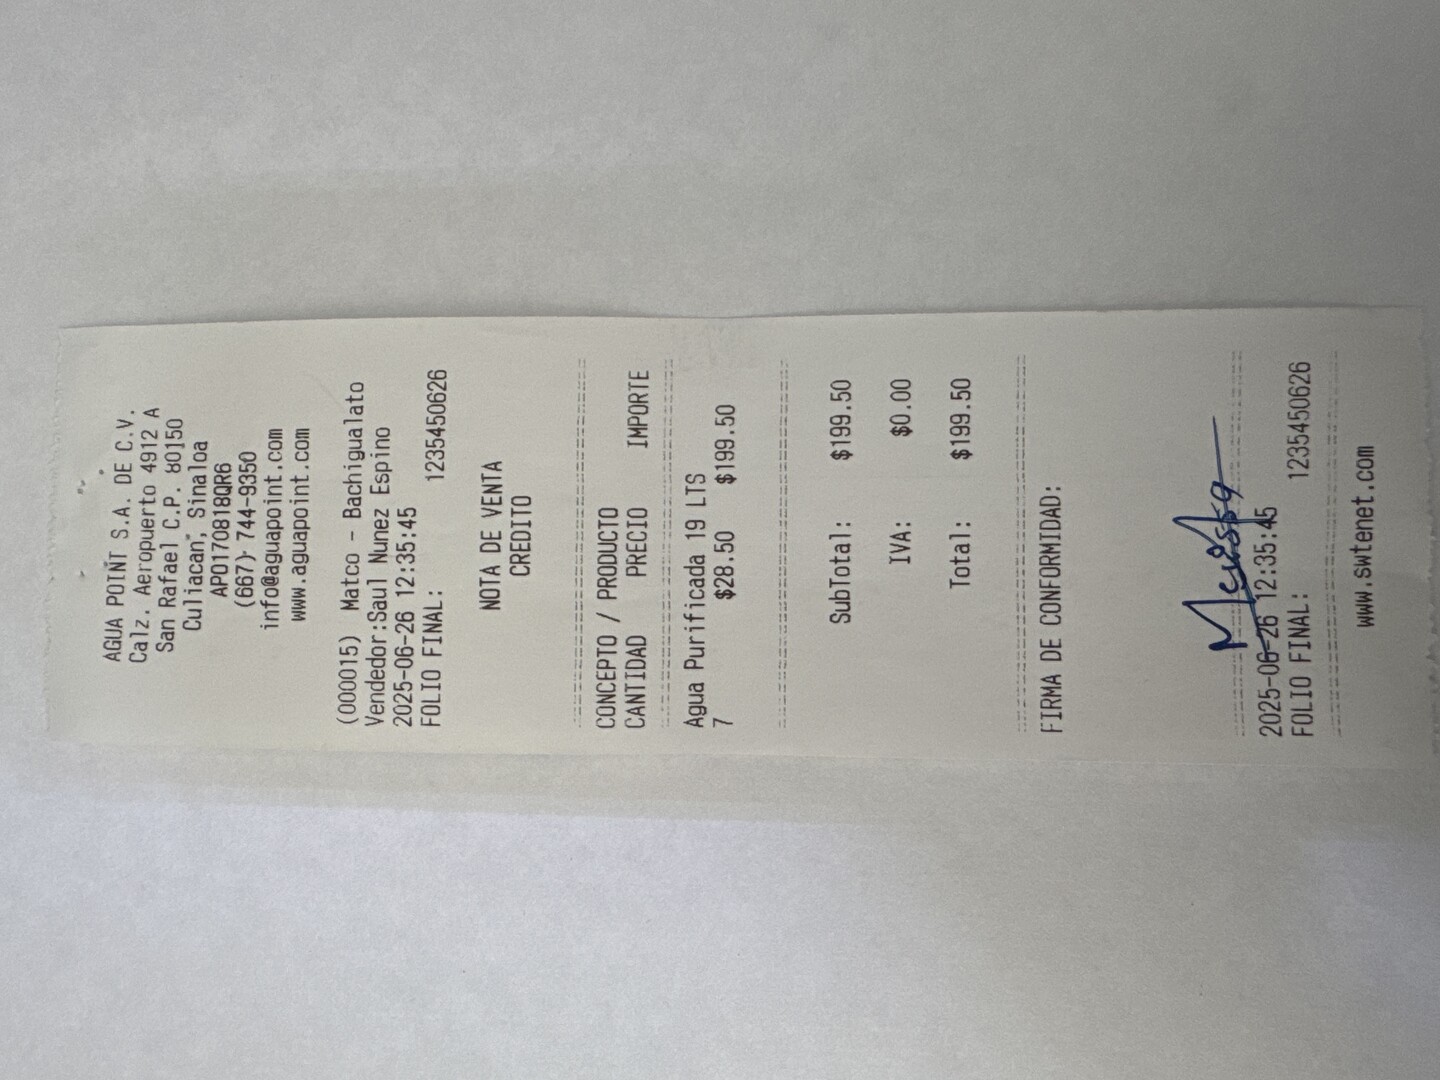 AGUA POINT S.A. DE C.V.
Calz. Aeropuerto 4912 A
San Rafael C.P. 80150
Culiacan, Sinaloa
APO170818QR6
(667) 744-9350
info@aguapoint.com
www.aguapoint.com
(000015) Matco - Bachigualato
Vendedor:Saul Nunez Espino
2025-06-26 12:35:45
FOLIO FINAL: 1235450626
NOTA DE VENTA
CREDITO
CONCEPTO / PRODUCTO
CANTIDAD PRECIO IMPORTE
Agua Purificada 19 LTS
7 $28.50 $199.50
SubTotal: $199.50
IVA: $0.00
Total: $199.50
FIRMA DE CONFORMIDAD:
2025-06-26 12:35:45
FOLIO FINAL: 1235450626
www.swtenet.com